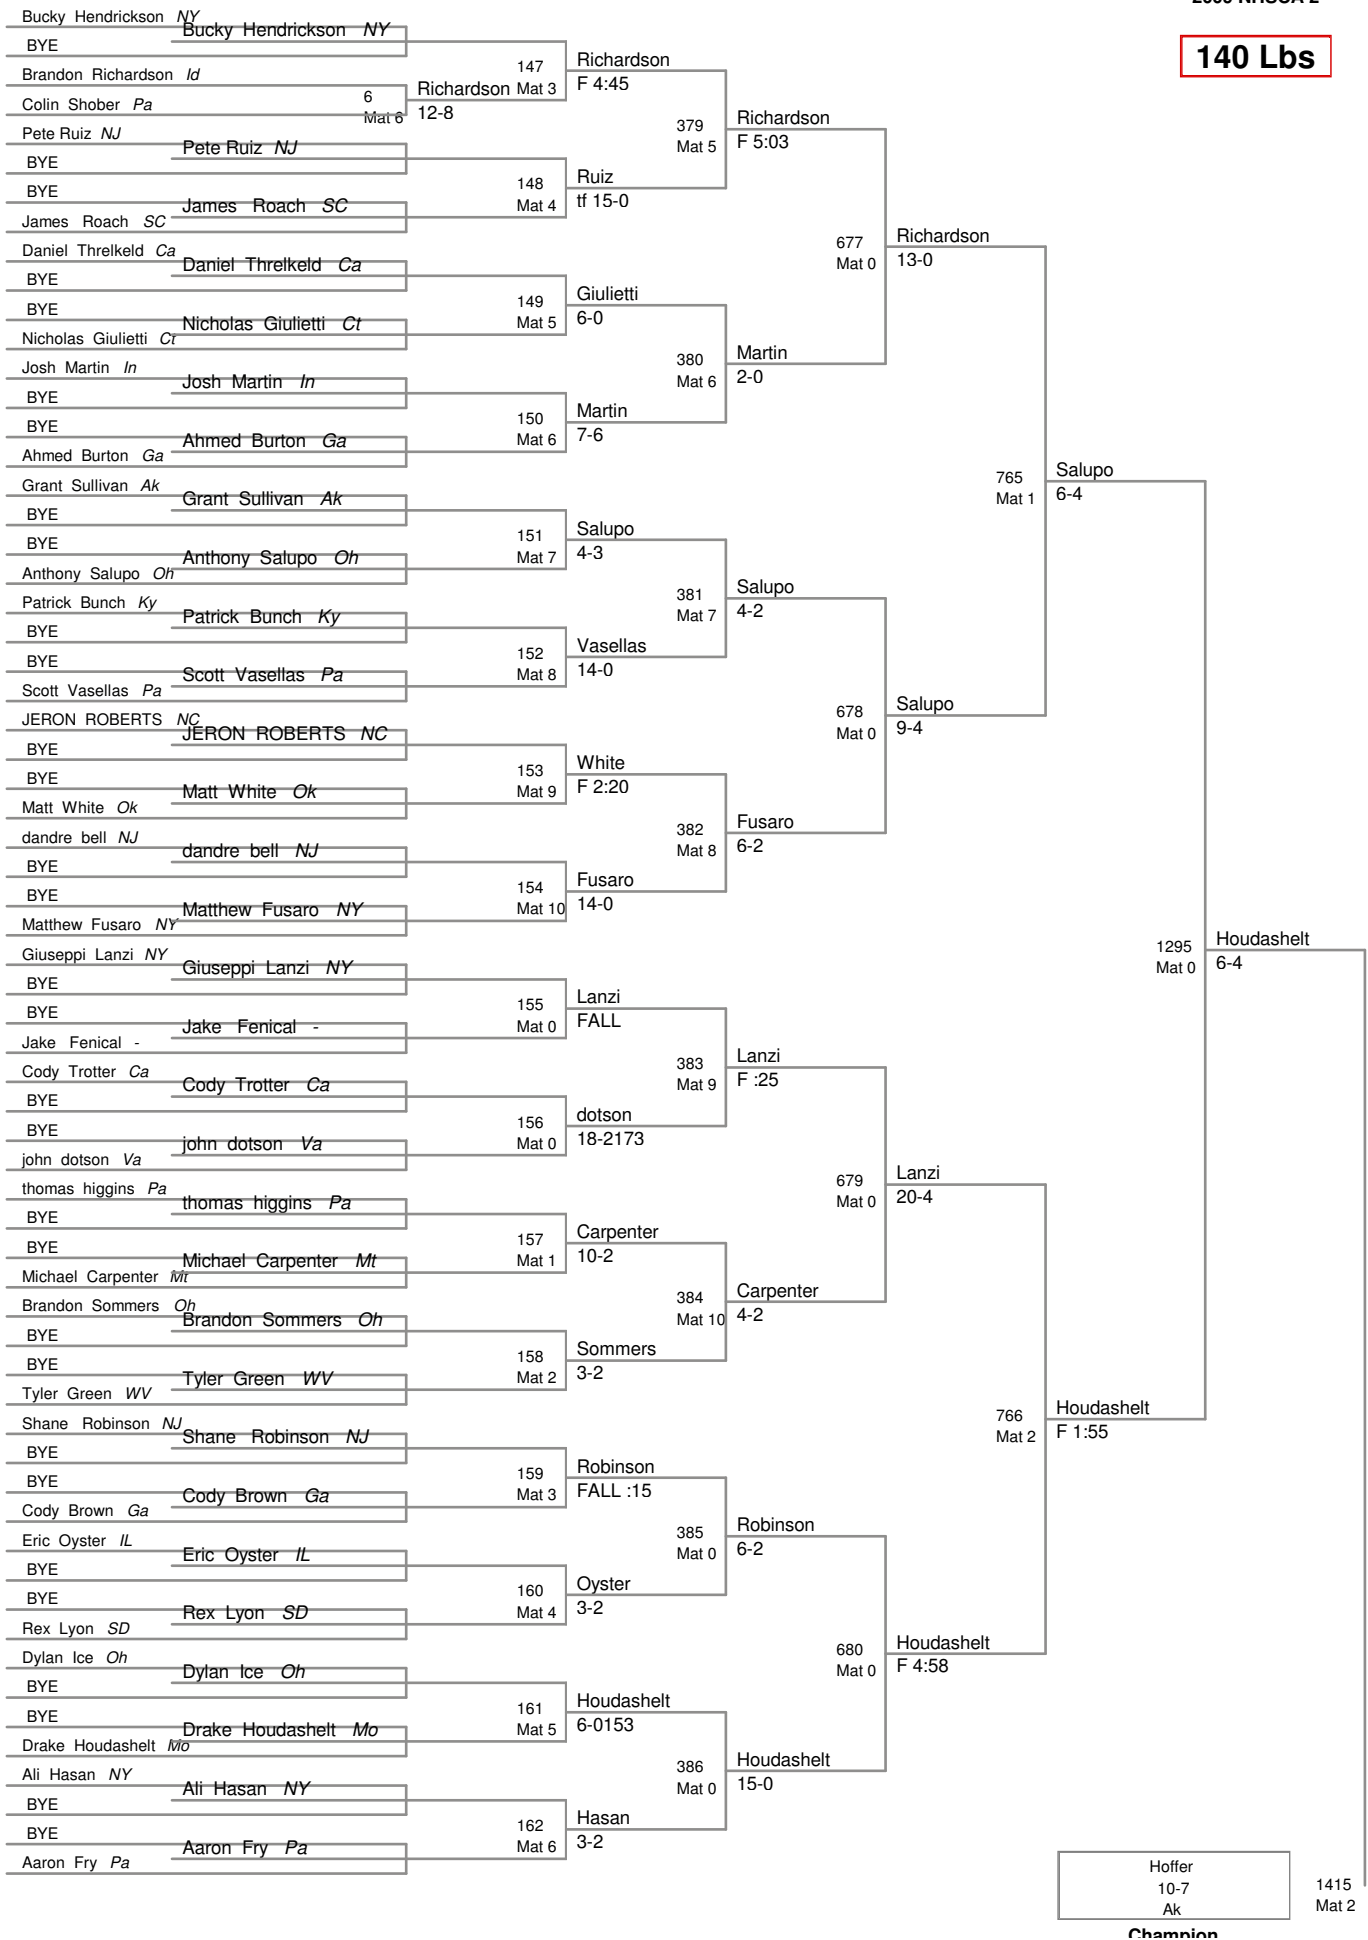 140 Lbs
Bucky Hendrickson NY
BYE
Brandon Richardson Id
Colin Shober Pa
Pete Ruiz NJ
BYE
BYE
James Roach SC
Daniel Threlkeld Ca
BYE
BYE
Nicholas Giulietti Ct
Josh Martin In
BYE
BYE
Ahmed Burton Ga
Grant Sullivan Ak
BYE
BYE
Anthony Salupo Oh
Patrick Bunch Ky
BYE
BYE
Scott Vasellas Pa
JERON ROBERTS NC
BYE
BYE
Matt White Ok
dandre bell NJ
BYE
BYE
Matthew Fusaro NY
Giuseppi Lanzi NY
BYE
BYE
Jake Fenical -
Cody Trotter Ca
BYE
BYE
john dotson Va
thomas higgins Pa
BYE
BYE
Michael Carpenter Mt
Brandon Sommers Oh
BYE
BYE
Tyler Green WV
Shane Robinson NJ
BYE
BYE
Cody Brown Ga
Eric Oyster IL
BYE
BYE
Rex Lyon SD
Dylan Ice Oh
BYE
BYE
Drake Houdashelt Mo
Ali Hasan NY
BYE
BYE
Aaron Fry Pa
Bucky Hendrickson NY
6
Mat 6
Richardson
12-8
Pete Ruiz NJ
James Roach SC
Daniel Threlkeld Ca
Nicholas Giulietti Ct
Josh Martin In
Ahmed Burton Ga
Grant Sullivan Ak
Anthony Salupo Oh
Patrick Bunch Ky
Scott Vasellas Pa
JERON ROBERTS NC
Matt White Ok
dandre bell NJ
Matthew Fusaro NY
Giuseppi Lanzi NY
Jake Fenical -
Cody Trotter Ca
john dotson Va
thomas higgins Pa
Michael Carpenter Mt
Brandon Sommers Oh
Tyler Green WV
Shane Robinson NJ
Cody Brown Ga
Eric Oyster IL
Rex Lyon SD
Dylan Ice Oh
Drake Houdashelt Mo
Ali Hasan NY
Aaron Fry Pa
147
Mat 3
Richardson
F 4:45
148
Mat 4
Ruiz
tf 15-0
149
Mat 5
Giulietti
6-0
150
Mat 6
Martin
7-6
151
Mat 7
Salupo
4-3
152
Mat 8
Vasellas
14-0
153
Mat 9
White
F 2:20
154
Mat 10
Fusaro
14-0
155
Mat 0
Lanzi
FALL
156
Mat 0
dotson
18-2173
157
Mat 1
Carpenter
10-2
158
Mat 2
Sommers
3-2
159
Mat 3
Robinson
FALL :15
160
Mat 4
Oyster
3-2
161
Mat 5
Houdashelt
6-0153
162
Mat 6
Hasan
3-2
379
Mat 5
Richardson
F 5:03
380
Mat 6
Martin
2-0
381
Mat 7
Salupo
4-2
382
Mat 8
Fusaro
6-2
383
Mat 9
Lanzi
F :25
384
Mat 10
Carpenter
4-2
385
Mat 0
Robinson
6-2
386
Mat 0
Houdashelt
15-0
677
Mat 0
Richardson
13-0
678
Mat 0
Salupo
9-4
679
Mat 0
Lanzi
20-4
680
Mat 0
Houdashelt
F 4:58
765
Mat 1
Salupo
6-4
766
Mat 2
Houdashelt
F 1:55
1295
Mat 0
Houdashelt
6-4
1415
Mat 2
Hoffer
10-7
Ak
Champion